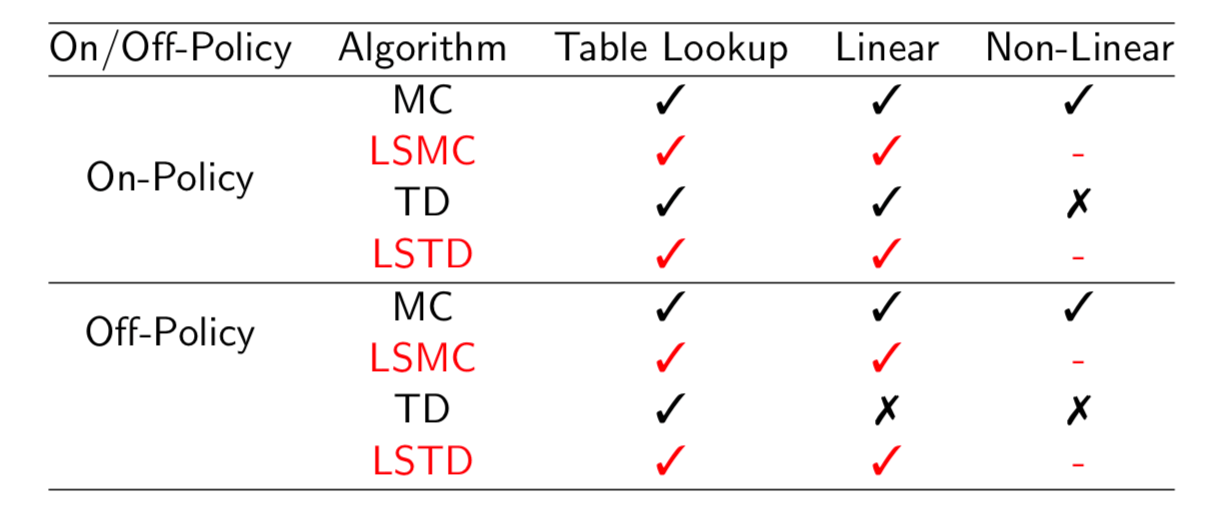 On/Off-Policy Algorithm Table Lookup Linear Non-Linear
MC ✓ ✓ ✓
LSMC ✓ ✓ -
On-Policy
TD ✓ ✓ ✗
LSTD ✓ ✓ -
MC ✓ ✓ ✓
Off-Policy
LSMC ✓ ✓ -
TD ✓ ✗ ✗
LSTD ✓ ✓ -